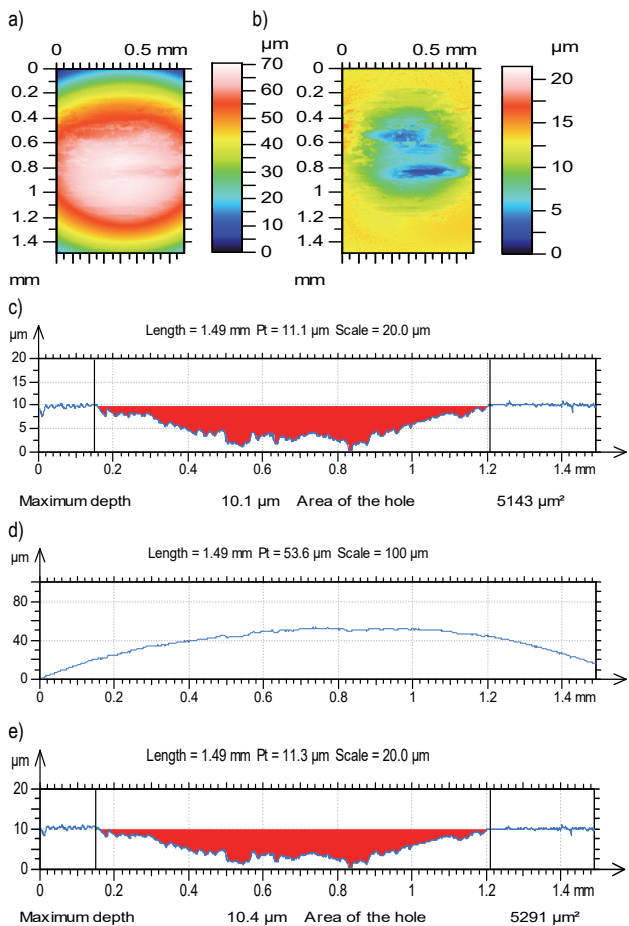 a)
b)
0 0.5 mm
µm
0 0.5 mm
µm
0
0.2
0.4
0.6
0.8
1
1.2
1.4
mm
70
60
50
40
30
20
10
0
0
0.2
0.4
0.6
0.8
1
1.2
1.4
mm
20
15
10
5
0
c)
µm
Length = 1.49 mm Pt = 11.1 µm Scale = 20.0 µm
20
15
10
5
0
0 0.2 0.4 0.6 0.8 1 1.2 1.4 mm
Maximum depth 10.1 µm Area of the hole 5143 µm²
d)
µm
Length = 1.49 mm Pt = 53.6 µm Scale = 100 µm
80
40
0
0 0.2 0.4 0.6 0.8 1 1.2 1.4 mm
e)
µm
Length = 1.49 mm Pt = 11.3 µm Scale = 20.0 µm
20
10
0
0 0.2 0.4 0.6 0.8 1 1.2 1.4 mm
Maximum depth 10.4 µm Area of the hole 5291 µm²